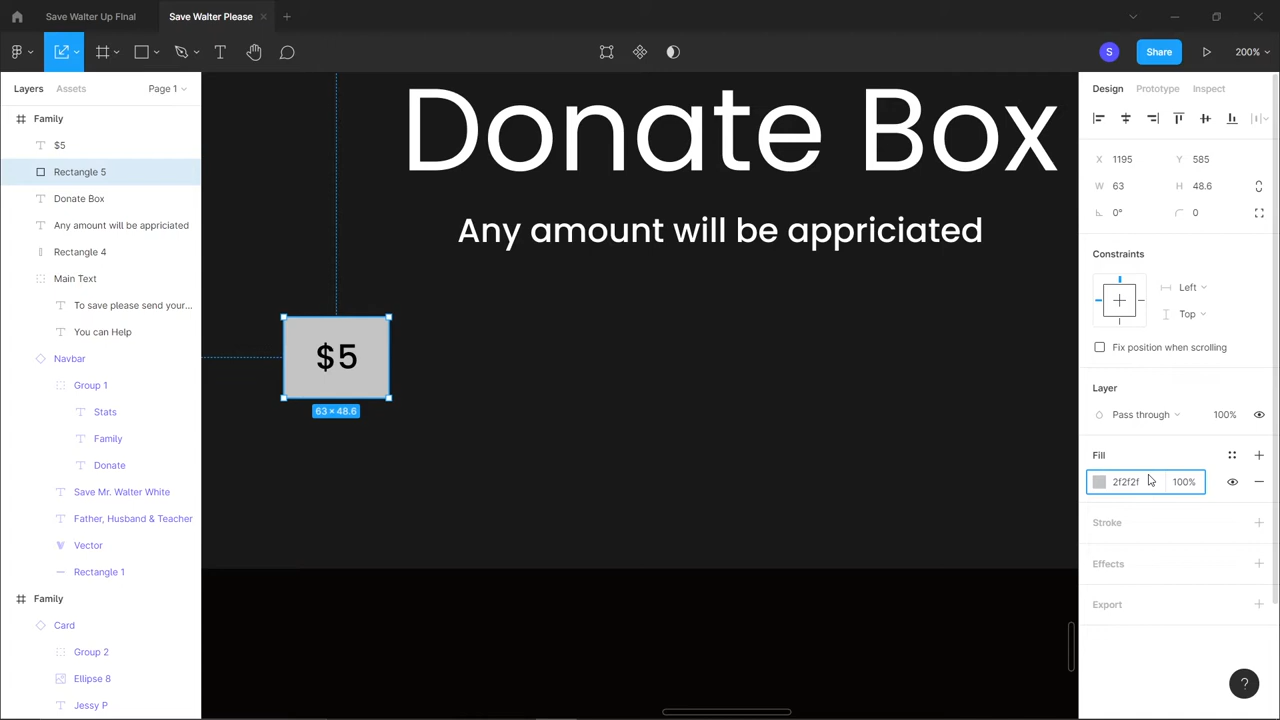 Save Walter Up FInal
Save Walter Please
S
Share
200%
Layers
Assets
Page 1
Design
Prototype
Inspect
Family
$5
Rectangle 5
Donate Box
Any amount will be appriciated
Rectangle 4
Main Text
To save please send your...
You can Help
Navbar
Group 1
Stats
Family
Donate
Save Mr. Walter White
Father, Husband & Teacher
Vector
Rectangle 1
Family
Card
Group 2
Ellipse 8
Jessy P
Donate Box
Any amount will be appriciated
$5
63 × 48.6
X 1195 Y 585
W 63 H 48.6
0° 0
Constraints
Left
Top
Fix position when scrolling
Layer
Pass through 100%
Fill
2f2f2f 100%
Stroke
Effects
Export
?